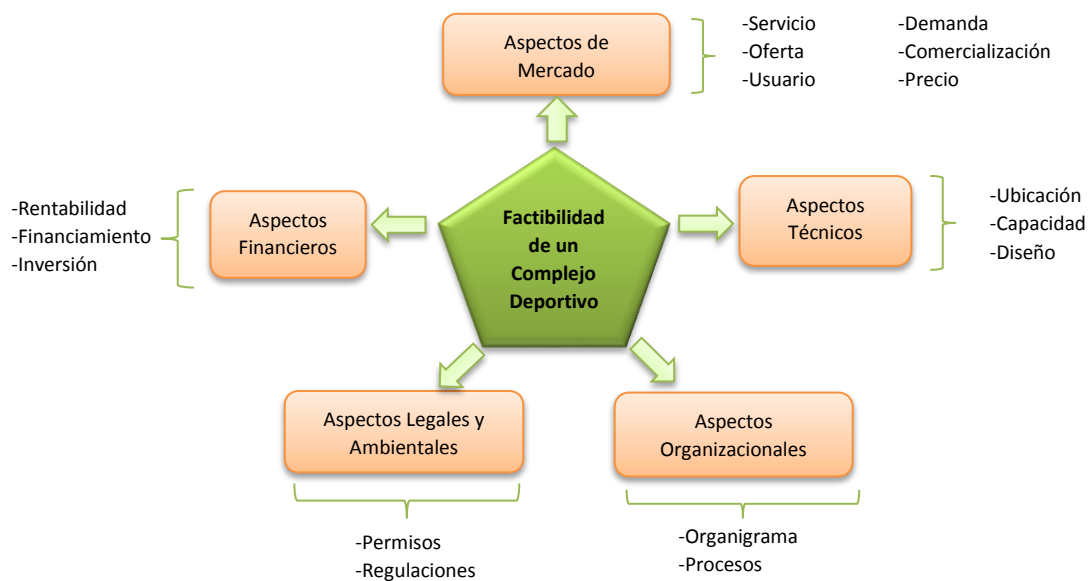 Aspectos de
Mercado
-Servicio
-Oferta
-Usuario
-Demanda
-Comercialización
-Precio
-Rentabilidad
-Financiamiento
-Inversión
Aspectos
Financieros
Factibilidad
de un
Complejo
Deportivo
Aspectos
Técnicos
-Ubicación
-Capacidad
-Diseño
Aspectos Legales y
Ambientales
-Permisos
-Regulaciones
Aspectos
Organizacionales
-Organigrama
-Procesos